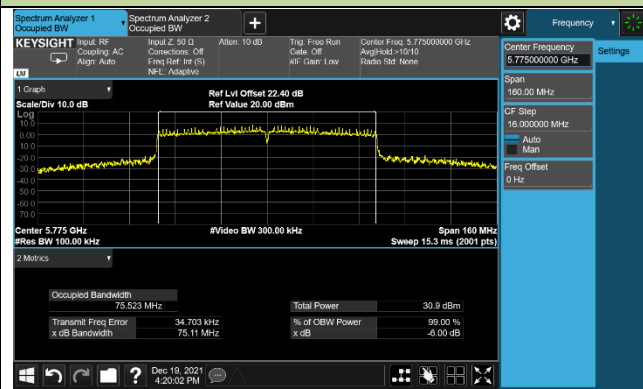 Spectrum Analyzer 1
Occupied BW
Spectrum Analyzer 2
Occupied BW
+
Frequency
KEYSIGHT
Input: RF
Coupling: AC
Align: Auto
Input Z: 50 Ω
Corrections: Off
Freq Ref: Int (S)
NFE: Adaptive
Atten: 10 dB
Trig: Free Run
Gate: Off
#IF Gain: Low
Center Freq: 5.775000000 GHz
Avg|Hold:>10/10
Radio Std: None
LXI
Center Frequency
5.775000000 GHz
Settings
Span
160.00 MHz
CF Step
16.000000 MHz
Auto
Man
Freq Offset
0 Hz
1 Graph
Scale/Div 10.0 dB
Ref Lvl Offset 22.40 dB
Ref Value 20.00 dBm
Log
10.0
0.00
-10.0
-20.0
-30.0
-40.0
-50.0
-60.0
-70.0
Center 5.775 GHz
#Res BW 100.00 kHz
#Video BW 300.00 kHz
Span 160 MHz
Sweep 15.3 ms (2001 pts)
2 Metrics
Occupied Bandwidth
75.523 MHz
Total Power 30.9 dBm
Transmit Freq Error 34.703 kHz
% of OBW Power 99.00 %
x dB Bandwidth 75.11 MHz
x dB -6.00 dB
?
Dec 19, 2021
4:20:02 PM